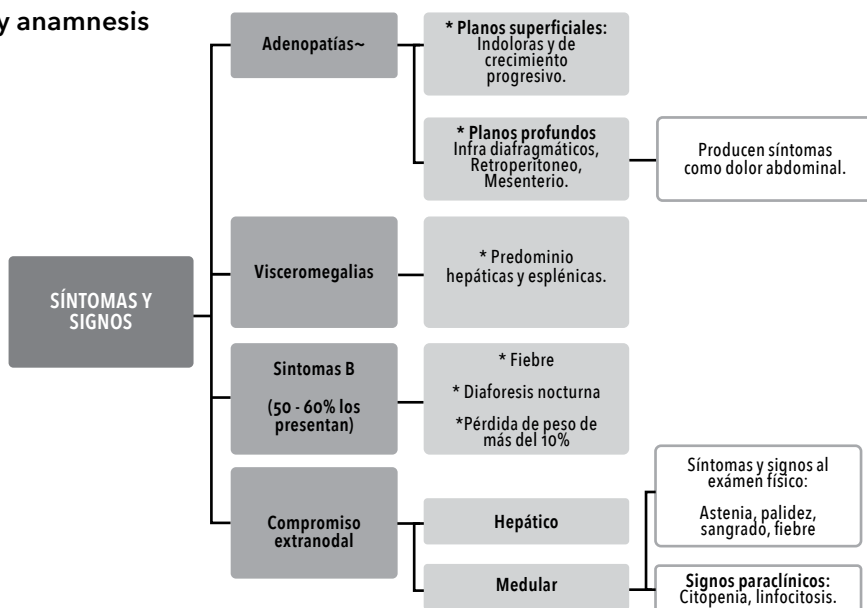 y anamnesis
SÍNTOMAS Y
SIGNOS
Adenopatías~
* Planos superficiales:
Indoloras y de
crecimiento
progresivo.
* Planos profundos
Infra diafragmáticos,
Retroperitoneo,
Mesenterio.
Producen síntomas
como dolor abdominal.
Visceromegalias
* Predominio
hepáticas y esplénicas.
Sintomas B
(50 - 60% los
presentan)
* Fiebre
* Diaforesis nocturna
*Pérdida de peso de
más del 10%
Compromiso
extranodal
Hepático
Medular
Síntomas y signos al
exámen físico:
Astenia, palidez,
sangrado, fiebre
Signos paraclínicos:
Citopenia, linfocitosis.